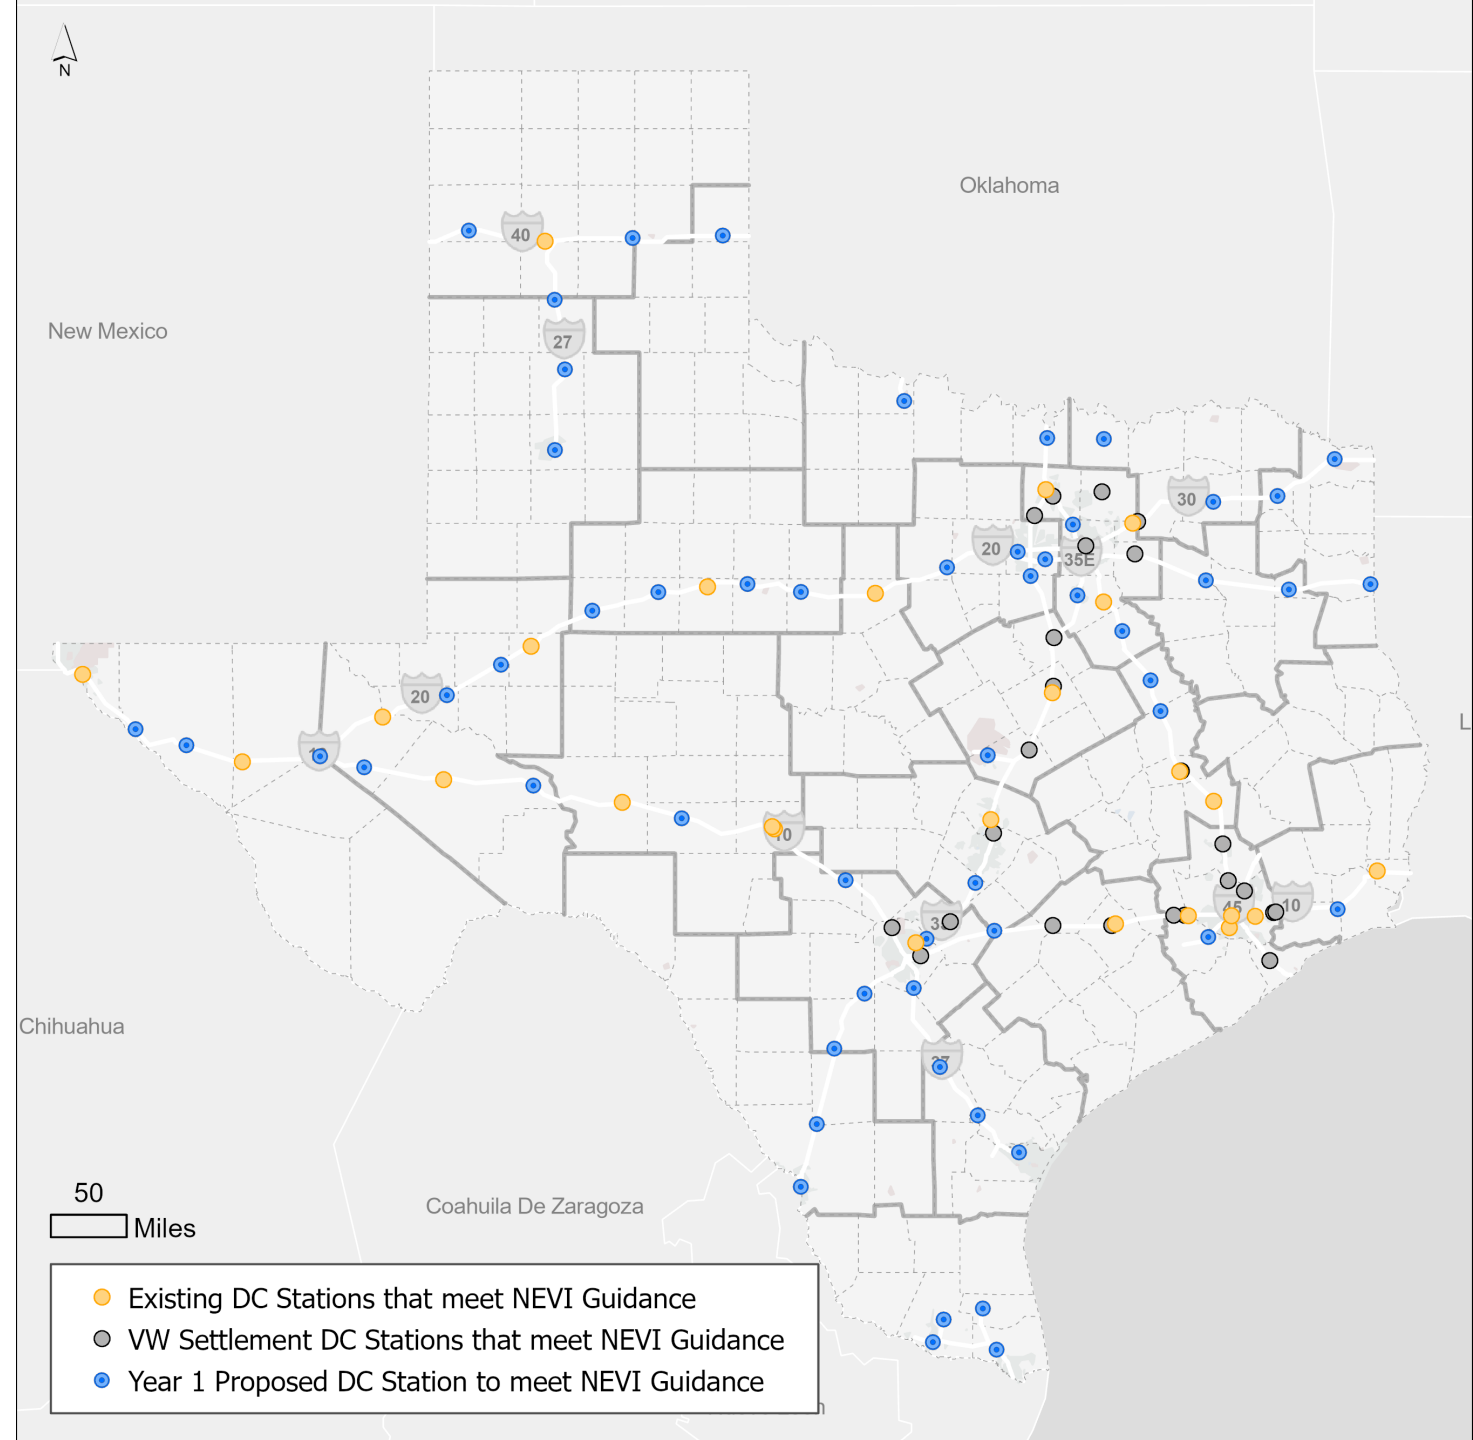 N
Oklahoma
40
New Mexico
27
30
20
35E
20
L
10
45
10
Chihuahua
Coahuila De Zaragoza
50
Miles
Existing DC Stations that meet NEVI Guidance
VW Settlement DC Stations that meet NEVI Guidance
Year 1 Proposed DC Station to meet NEVI Guidance